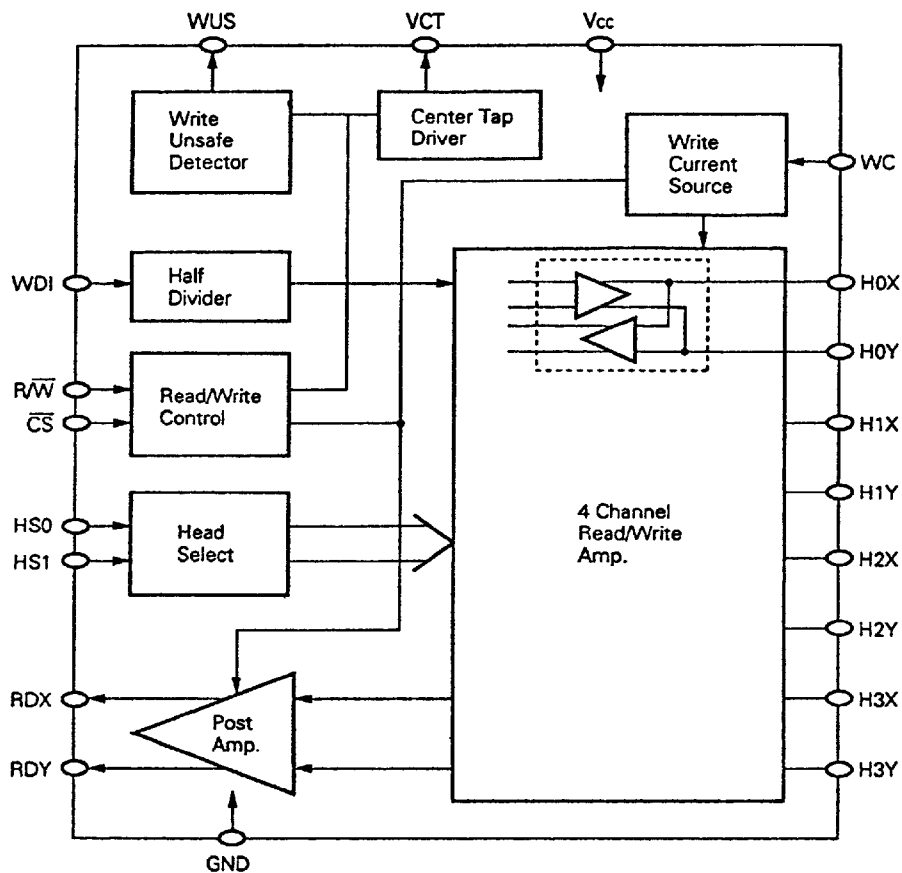 WUS
VCT
Vcc
Write
Unsafe
Detector
Center Tap
Driver
Write
Current
Source
WC
WDI
Half
Divider
H0X
H0Y
R/W̅
C̅S̅
Read/Write
Control
H1X
H1Y
HS0
HS1
Head
Select
4 Channel
Read/Write
Amp.
H2X
H2Y
RDX
RDY
Post
Amp.
H3X
H3Y
GND